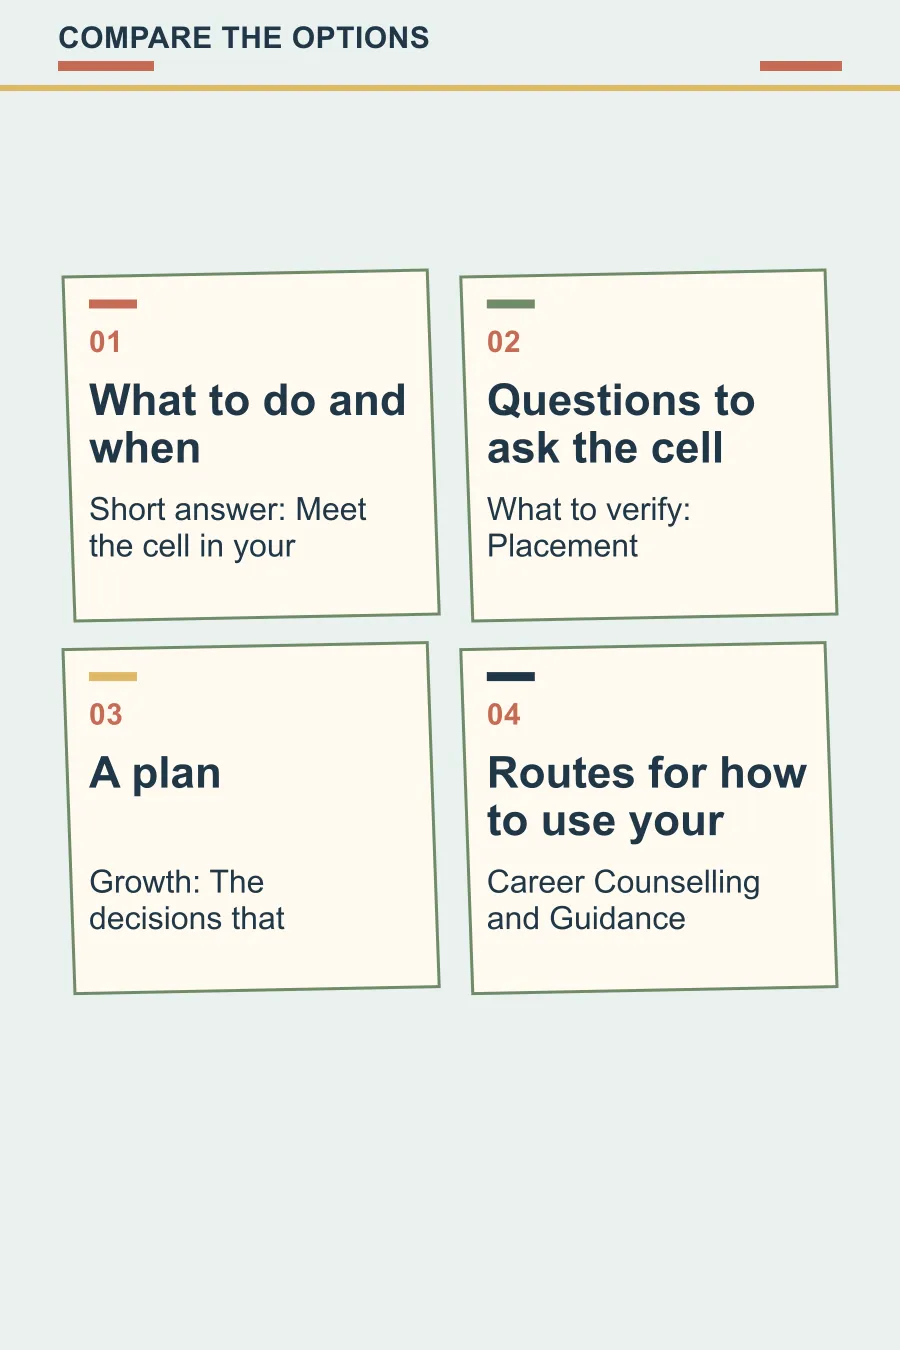 COMPARE THE OPTIONS
01
What to do and
when
Short answer: Meet
the cell in your
02
Questions to
ask the cell
What to verify:
Placement
03
A plan
Growth: The
decisions that
04
Routes for how
to use your
Career Counselling
and Guidance